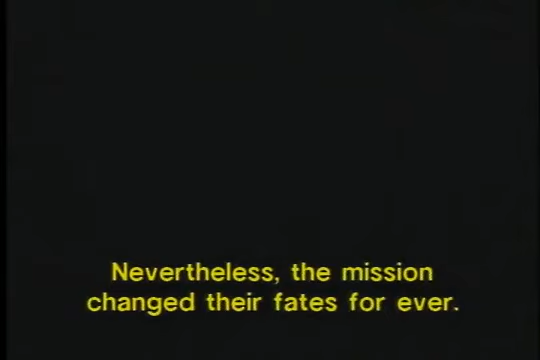 Nevertheless, the mission
changed their fates for ever.